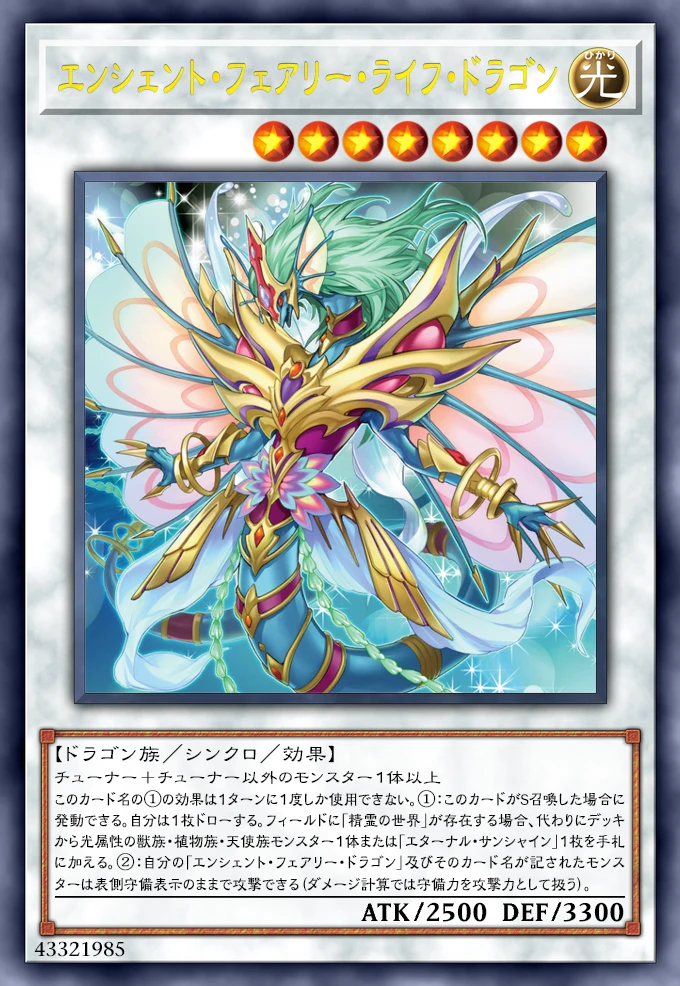 エンシェント・フェアリー・ライフ・ドラゴン
ひかり
光
【ドラゴン族／シンクロ／効果】
チューナー＋チューナー以外のモンスター１体以上
このカード名の①の効果は１ターンに１度しか使用できない。①：このカードがS召喚した場合に
発動できる。自分は１枚ドローする。フィールドに「精霊の世界」が存在する場合、代わりにデッキ
から光属性の獣族・植物族・天使族モンスター１体または「エターナル・サンシャイン」１枚を手札
に加える。②：自分の「エンシェント・フェアリー・ドラゴン」及びそのカード名が記されたモンス
ターは表側守備表示のままで攻撃できる（ダメージ計算では守備力を攻撃力として扱う）。
ATK/2500 DEF/3300
43321985